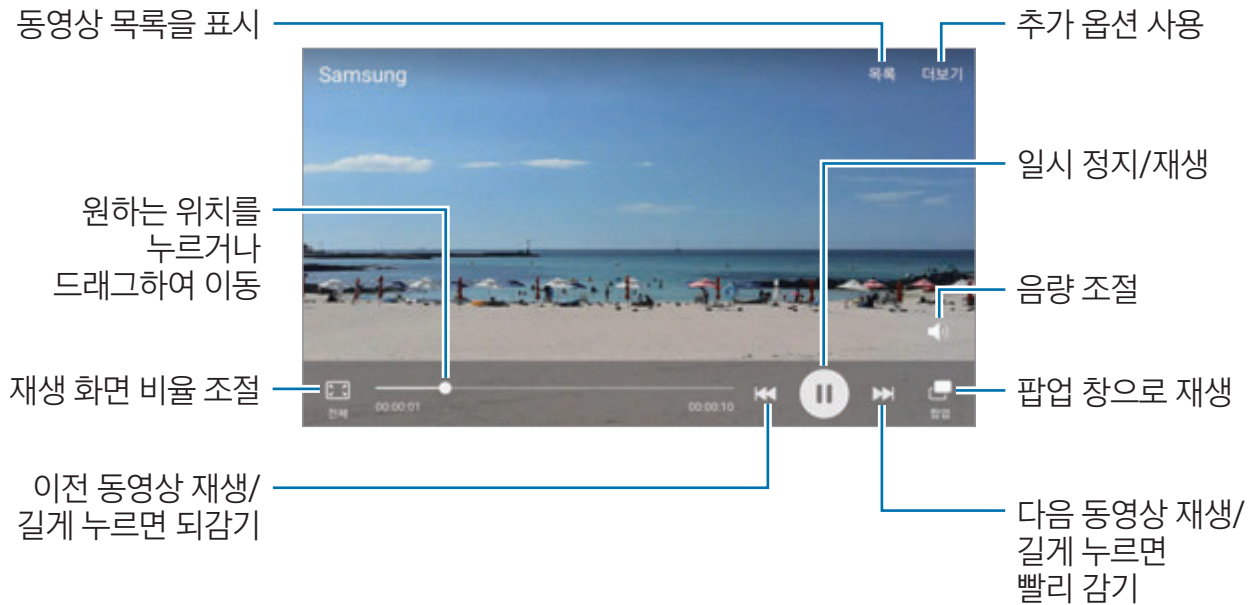 동영상 목록을 표시
추가 옵션 사용
Samsung
목록
더보기
일시 정지/재생
원하는 위치를
누르거나
드래그하여 이동
음량 조절
재생 화면 비율 조절
전체
00:00:01
00:00:10
팝업
팝업 창으로 재생
이전 동영상 재생/
길게 누르면 되감기
다음 동영상 재생/
길게 누르면
빨리 감기